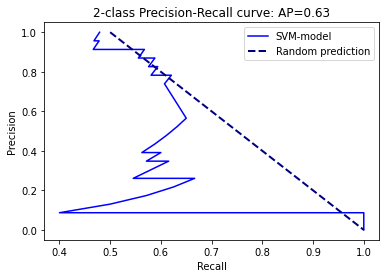 2-class Precision-Recall curve: AP=0.63
SVM-model
Random prediction
Precision
1.0
0.8
0.6
0.4
0.2
0.0
0.4 0.5 0.6 0.7 0.8 0.9 1.0
Recall